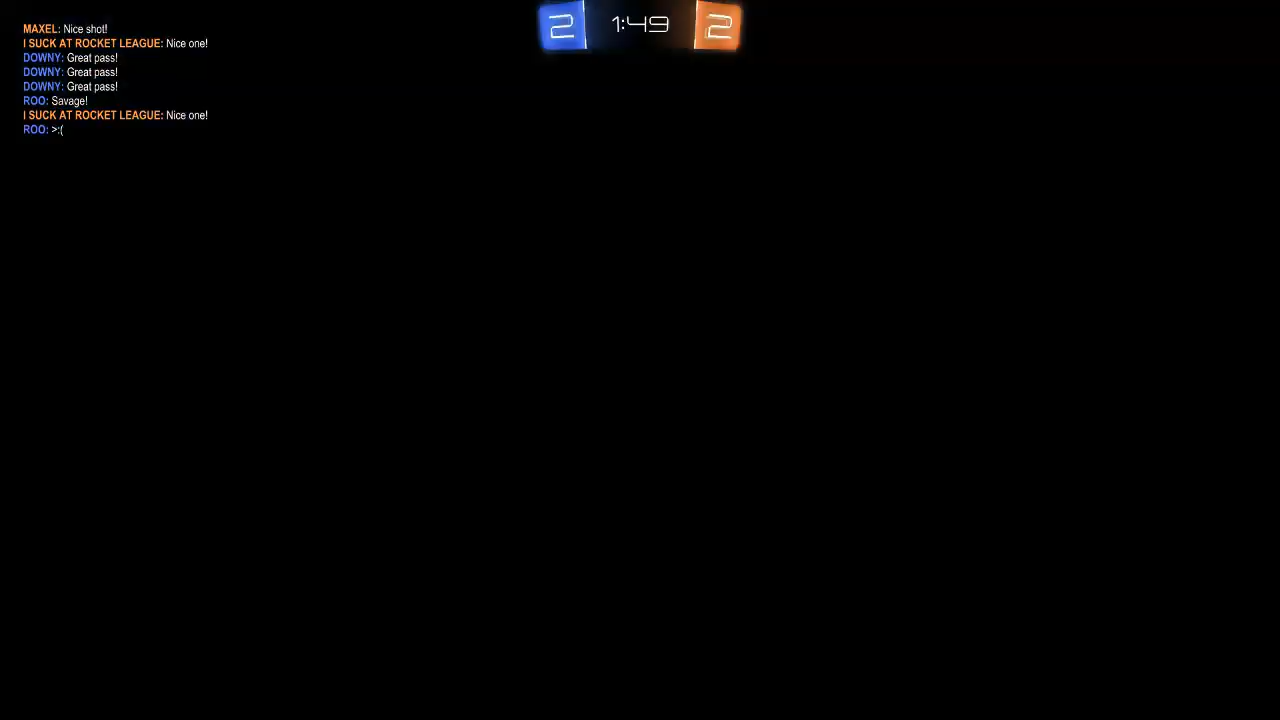 2 1:49 2
MAXEL: Nice shot!
I SUCK AT ROCKET LEAGUE: Nice one!
DOWNY: Great pass!
DOWNY: Great pass!
DOWNY: Great pass!
ROO: Savage!
I SUCK AT ROCKET LEAGUE: Nice one!
ROO: >:(